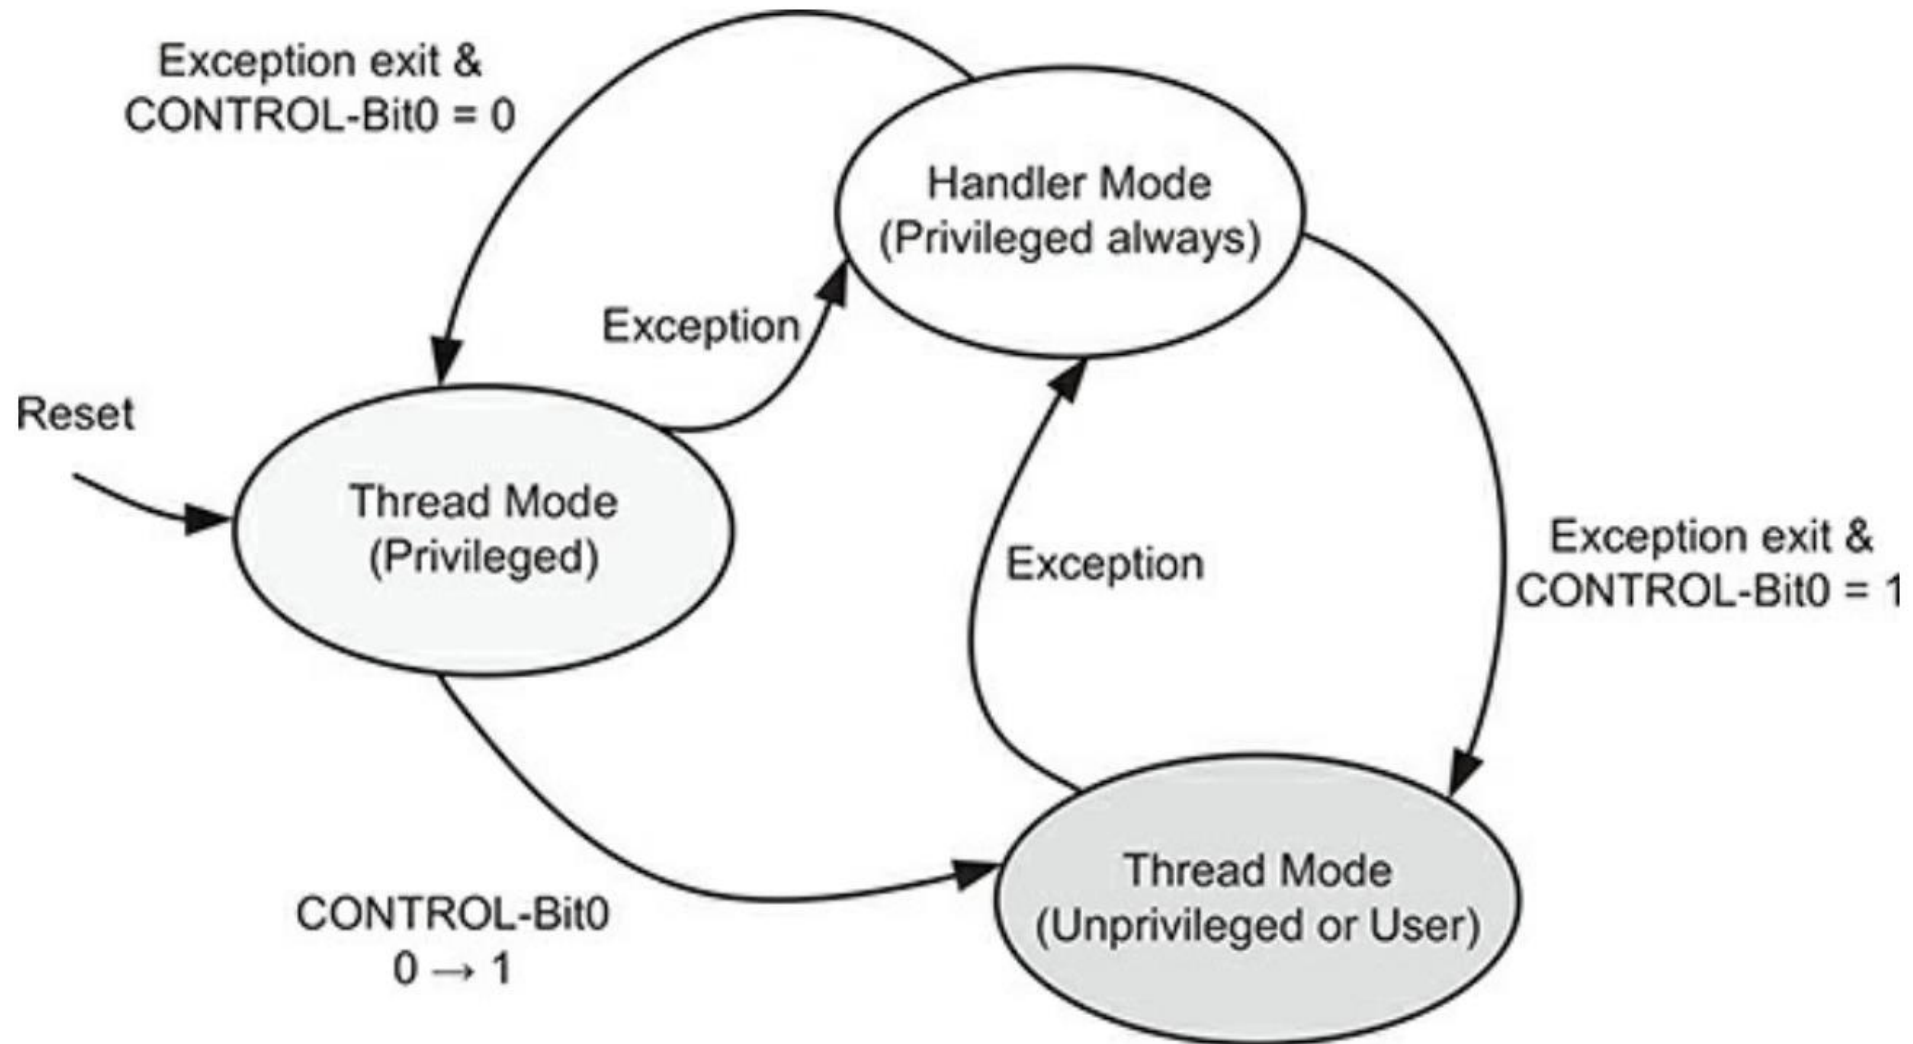 Exception exit &
CONTROL-Bit0 = 0
Handler Mode
(Privileged always)
Exception
Reset
Thread Mode
(Privileged)
Exception
Exception exit &
CONTROL-Bit0 = 1
Thread Mode
(Unprivileged or User)
CONTROL-Bit0
0 → 1